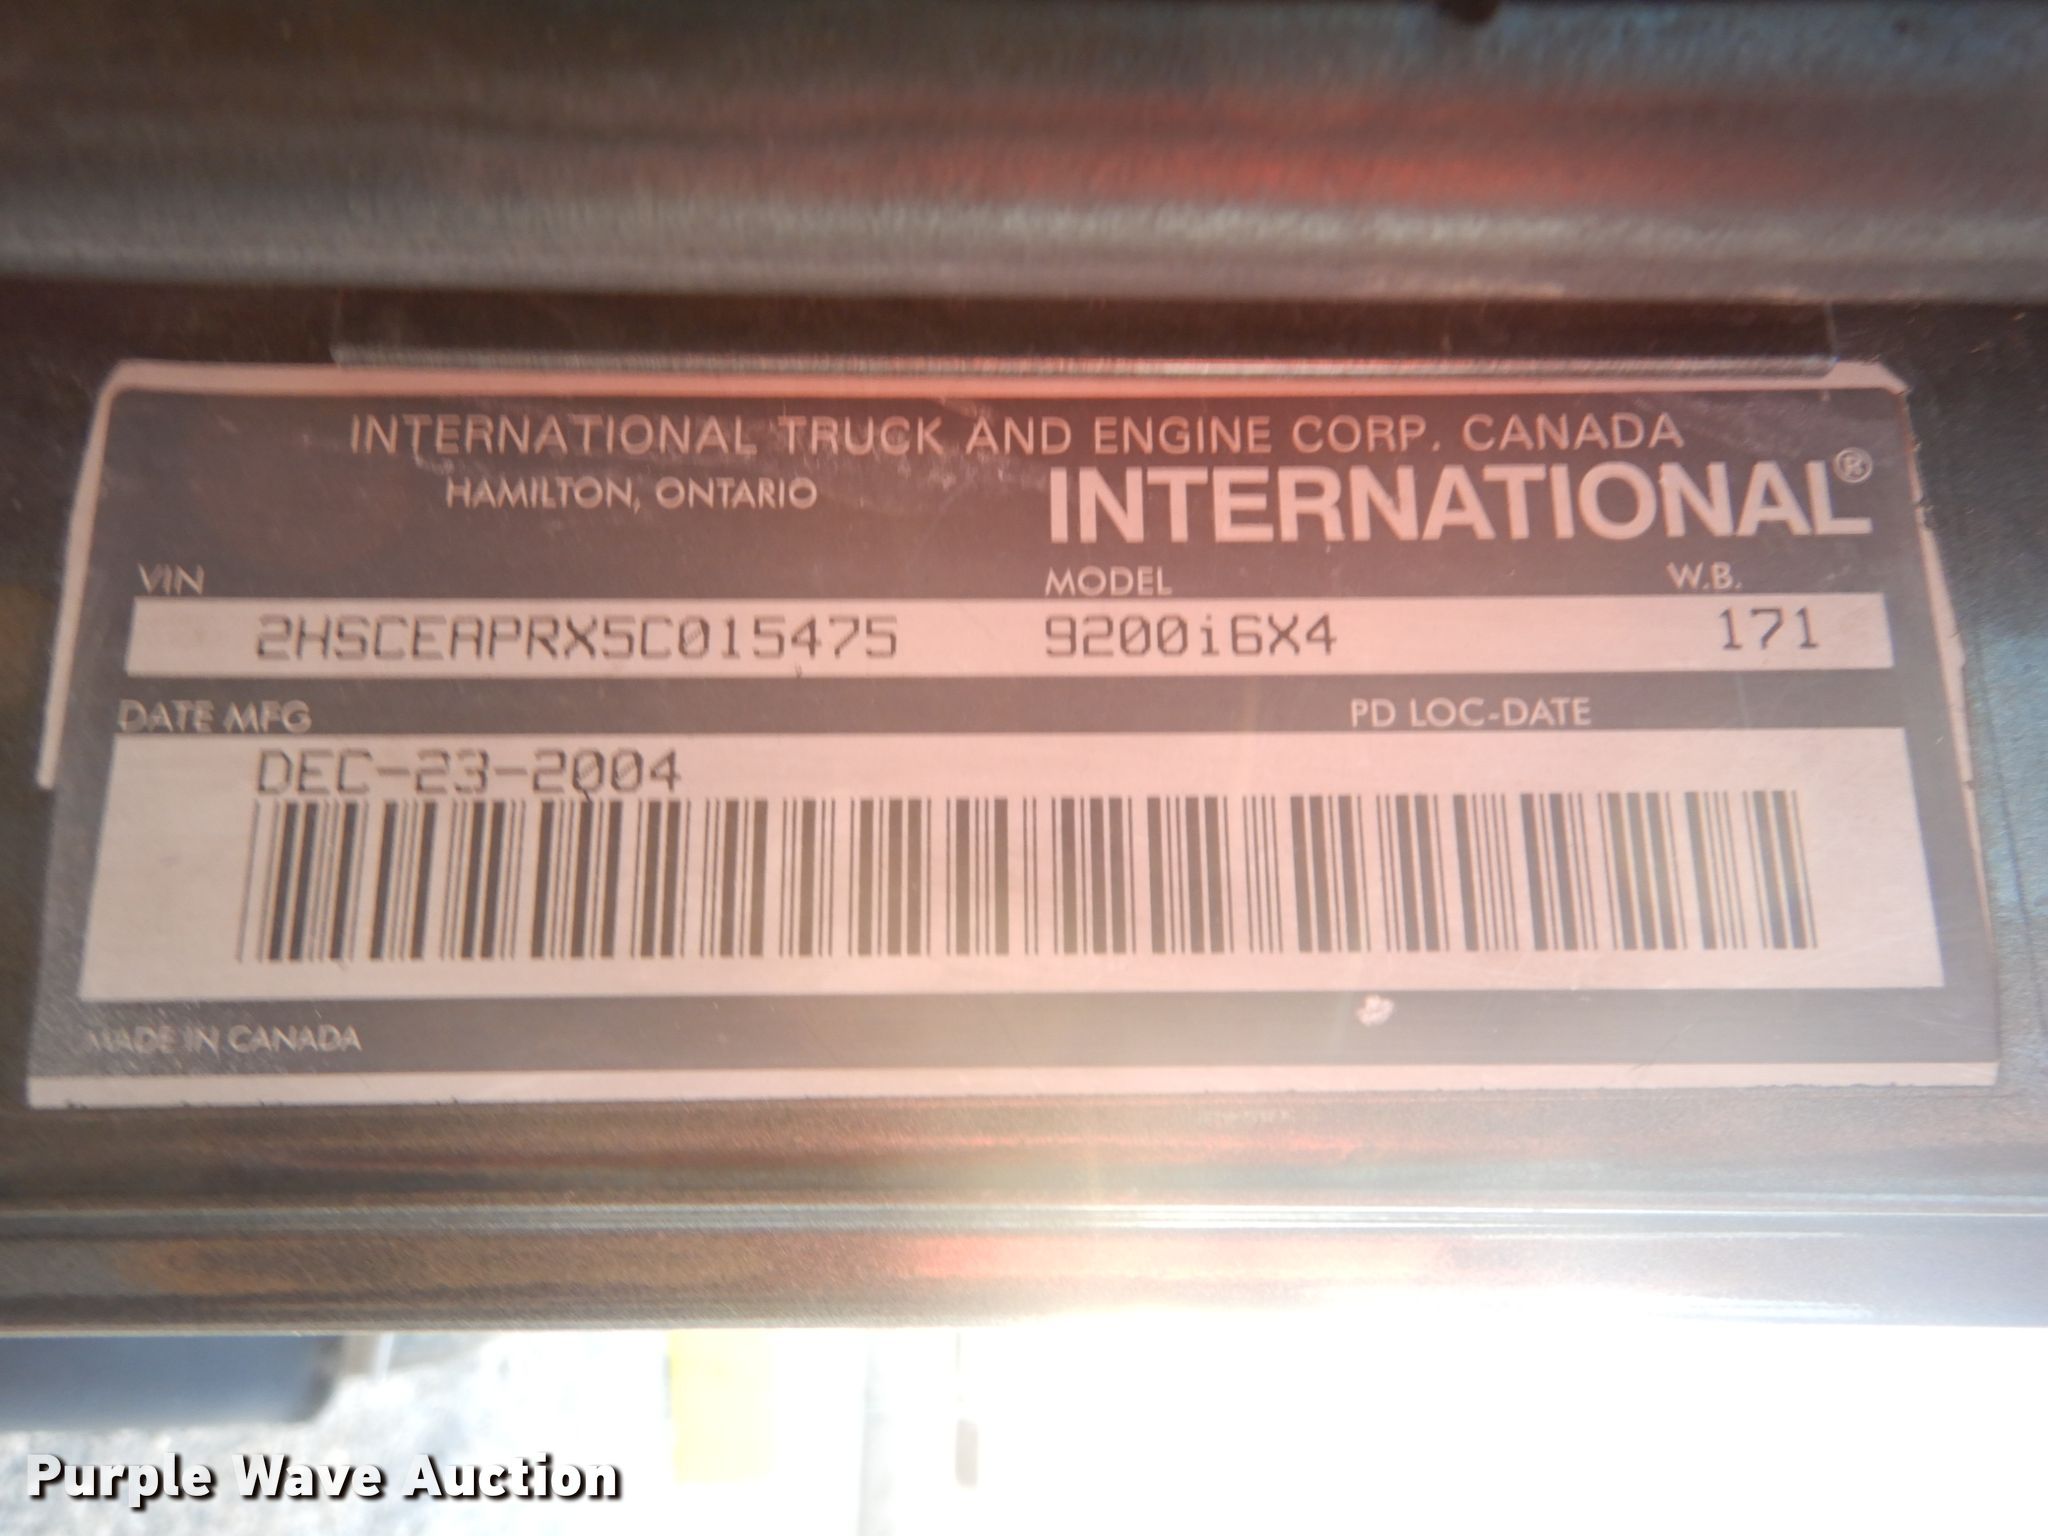 INTERNATIONAL TRUCK AND ENGINE CORP. CANADA
HAMILTON, ONTARIO
INTERNATIONAL®
VIN MODEL W.B.
2HSCEAPRX5C015475 9200i6X4 171
DATE MFG PD LOC-DATE
DEC-23-2004
MADE IN CANADA
Purple Wave Auction